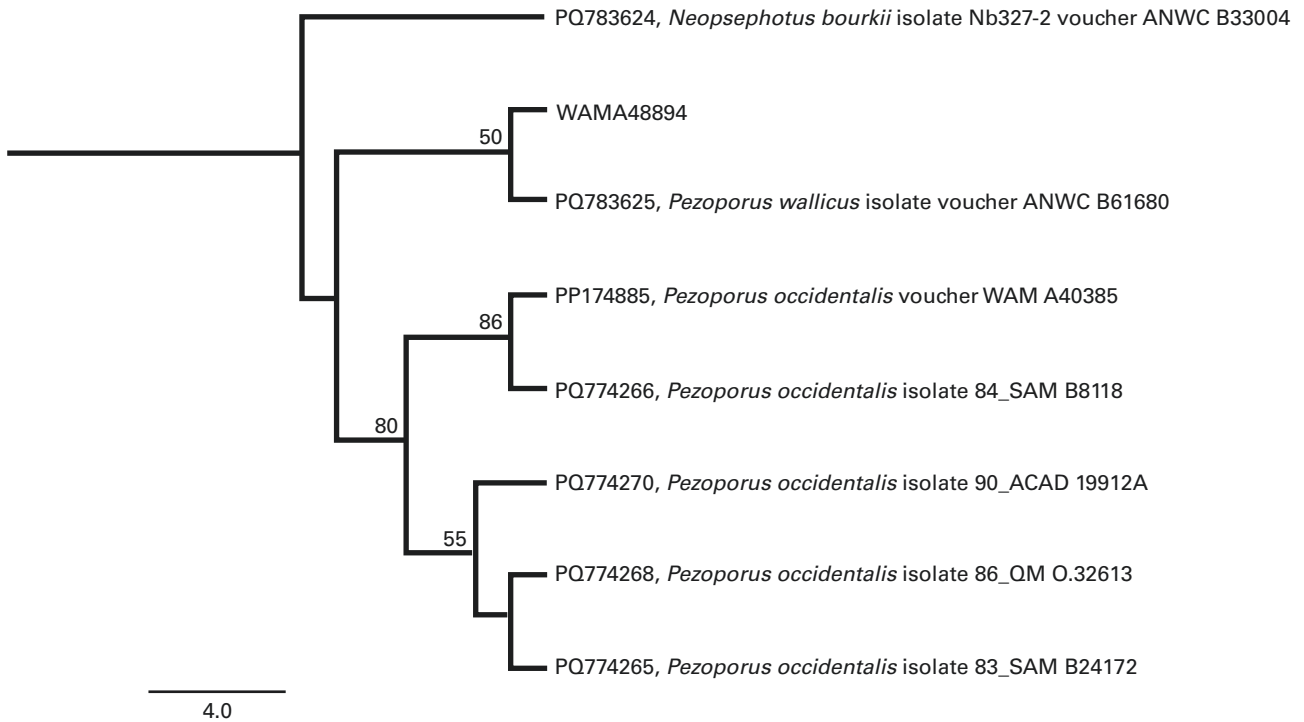 PQ783624, Neopsephotus bourkii isolate Nb327-2 voucher ANWC B33004
WAMA48894
50
PQ783625, Pezoporus wallicus isolate voucher ANWC B61680
PP174885, Pezoporus occidentalis voucher WAM A40385
86
PQ774266, Pezoporus occidentalis isolate 84_SAM B8118
80
PQ774270, Pezoporus occidentalis isolate 90_ACAD 19912A
55
PQ774268, Pezoporus occidentalis isolate 86_QM O.32613
PQ774265, Pezoporus occidentalis isolate 83_SAM B24172
4.0